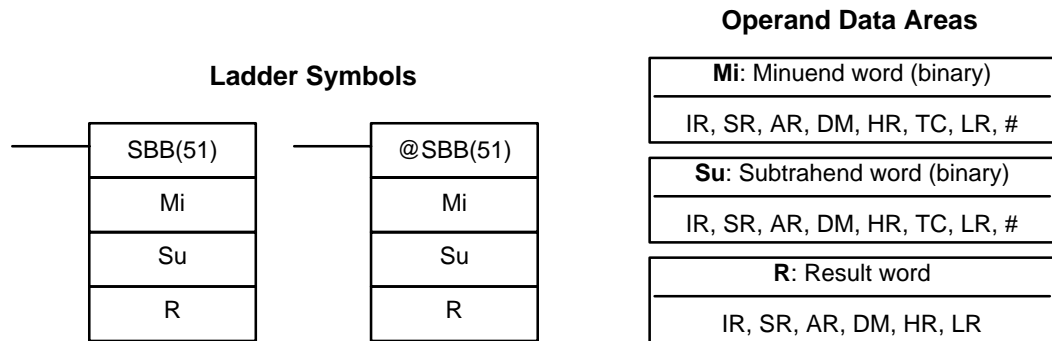 Ladder Symbols
SBB(51)
Mi
Su
R
@SBB(51)
Mi
Su
R
Operand Data Areas
Mi: Minuend word (binary)
IR, SR, AR, DM, HR, TC, LR, #
Su: Subtrahend word (binary)
IR, SR, AR, DM, HR, TC, LR, #
R: Result word
IR, SR, AR, DM, HR, LR